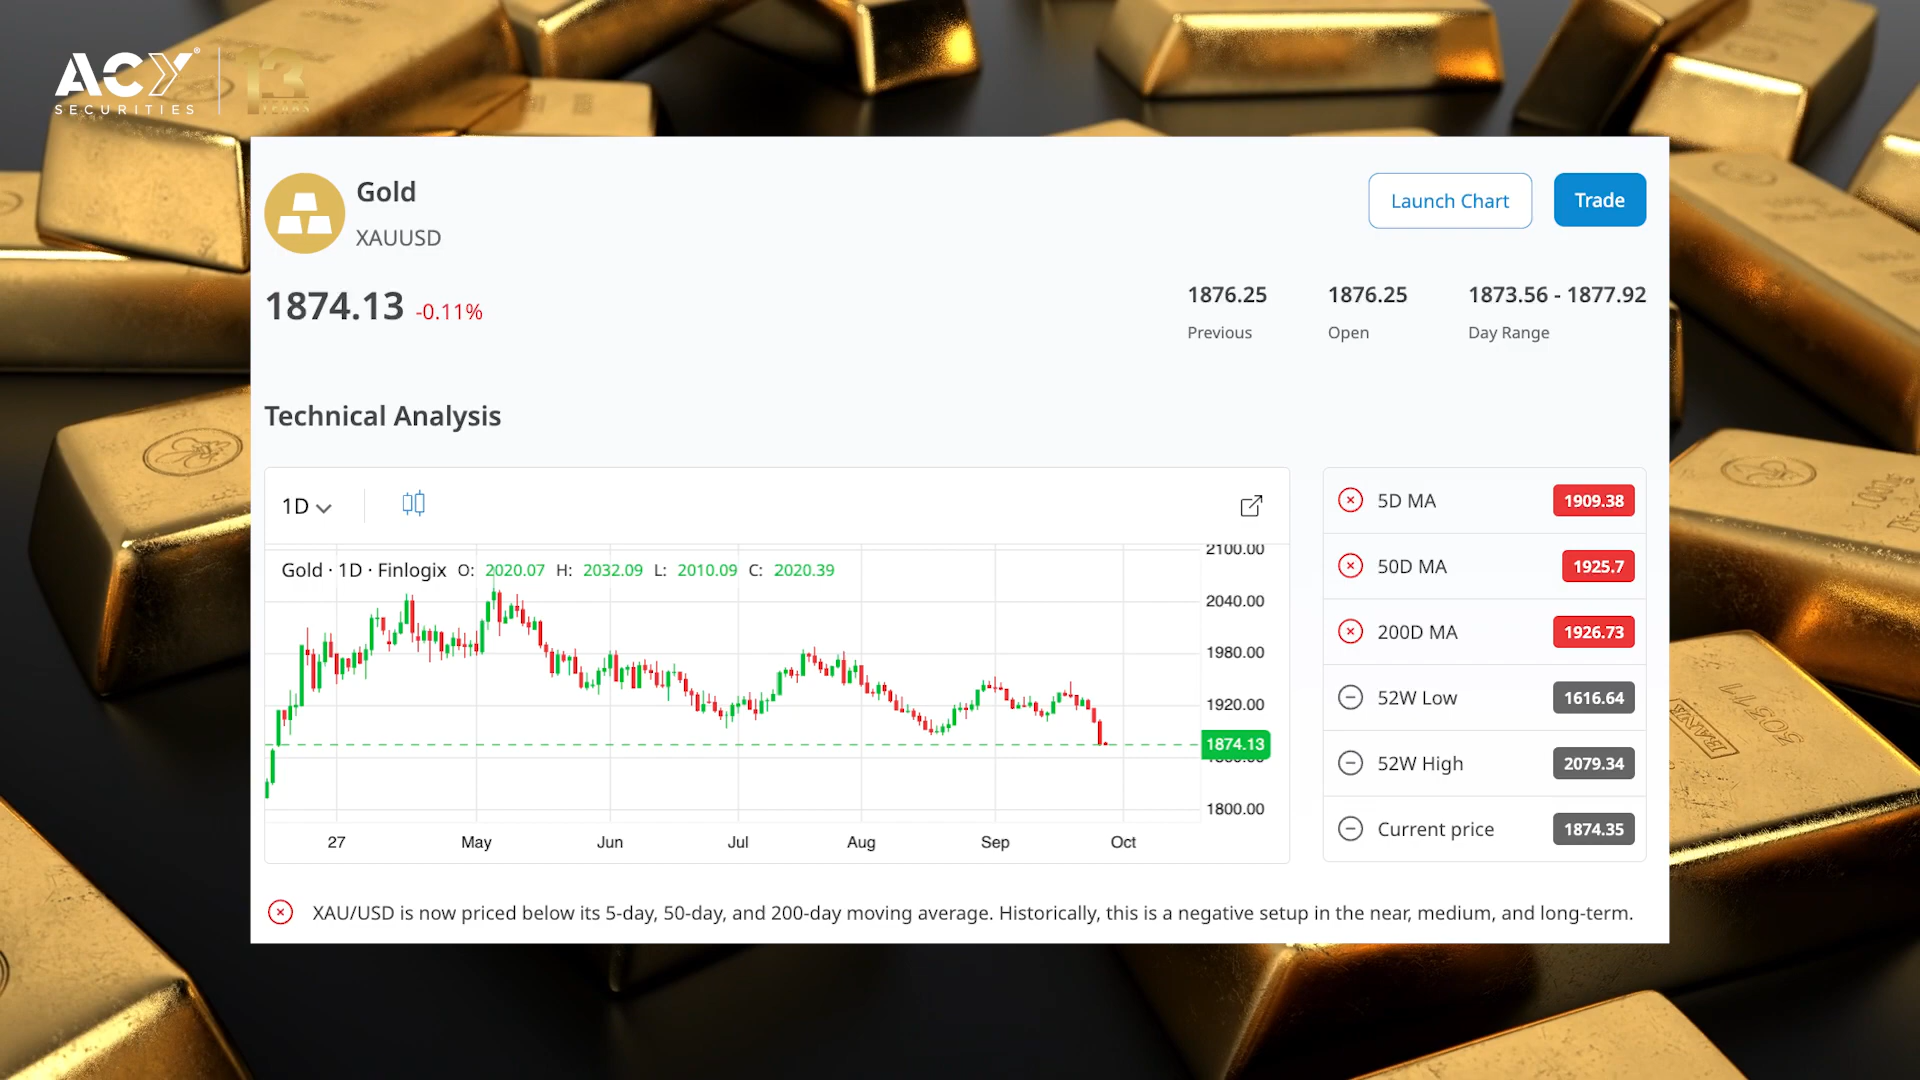 ACY
SECURITIES
13
YEARS
Gold
XAUUSD
Launch Chart
Trade
1874.13 -0.11%
1876.25
Previous
1876.25
Open
1873.56 - 1877.92
Day Range
Technical Analysis
1D
Gold · 1D · Finlogix O: 2020.07 H: 2032.09 L: 2010.09 C: 2020.39
2100.00
2040.00
1980.00
1920.00
1874.13
1800.00
27 May Jun Jul Aug Sep Oct
5D MA 1909.38
50D MA 1925.7
200D MA 1926.73
52W Low 1616.64
52W High 2079.34
Current price 1874.35
XAU/USD is now priced below its 5-day, 50-day, and 200-day moving average. Historically, this is a negative setup in the near, medium, and long-term.